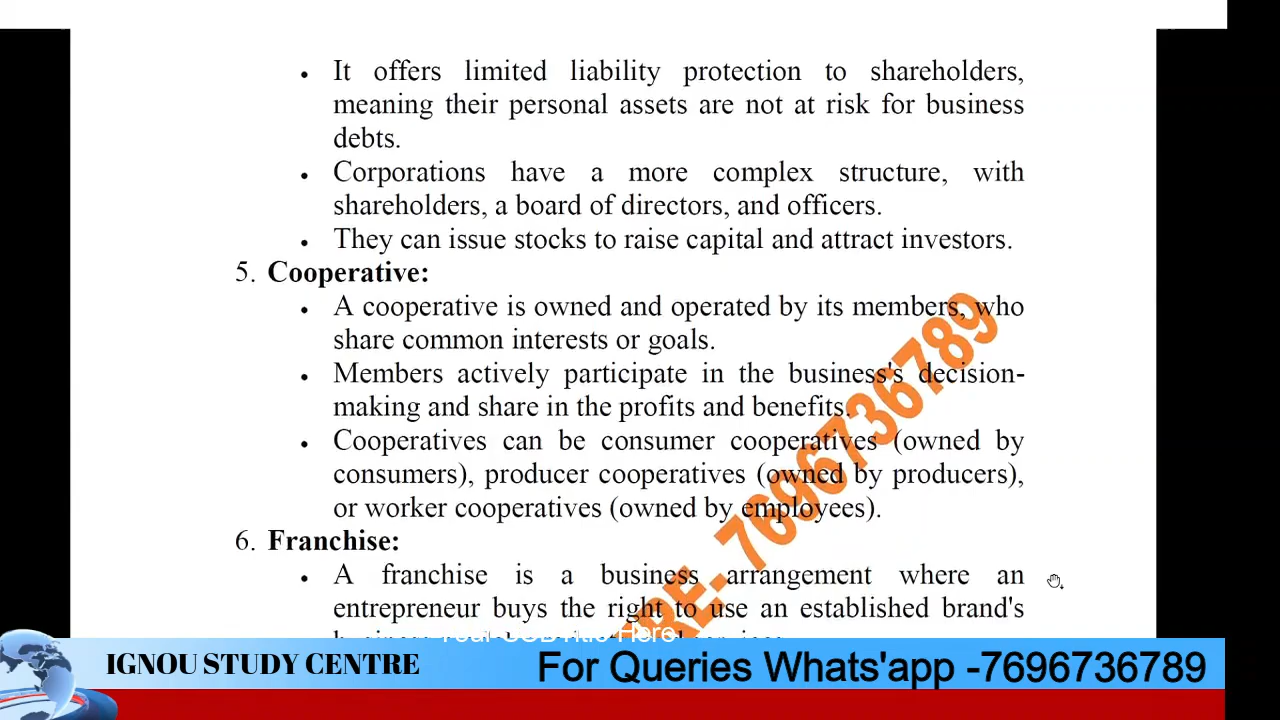 • It offers limited liability protection to shareholders,
meaning their personal assets are not at risk for business
debts.
• Corporations have a more complex structure, with
shareholders, a board of directors, and officers.
• They can issue stocks to raise capital and attract investors.
5. Cooperative:
• A cooperative is owned and operated by its members, who
share common interests or goals.
• Members actively participate in the business's decision-
making and share in the profits and benefits.
• Cooperatives can be consumer cooperatives (owned by
consumers), producer cooperatives (owned by producers),
or worker cooperatives (owned by employees).
6. Franchise:
• A franchise is a business arrangement where an
entrepreneur buys the right to use an established brand's
RE- 7696736789
IGNOU STUDY CENTRE
For Queries Whats'app -7696736789